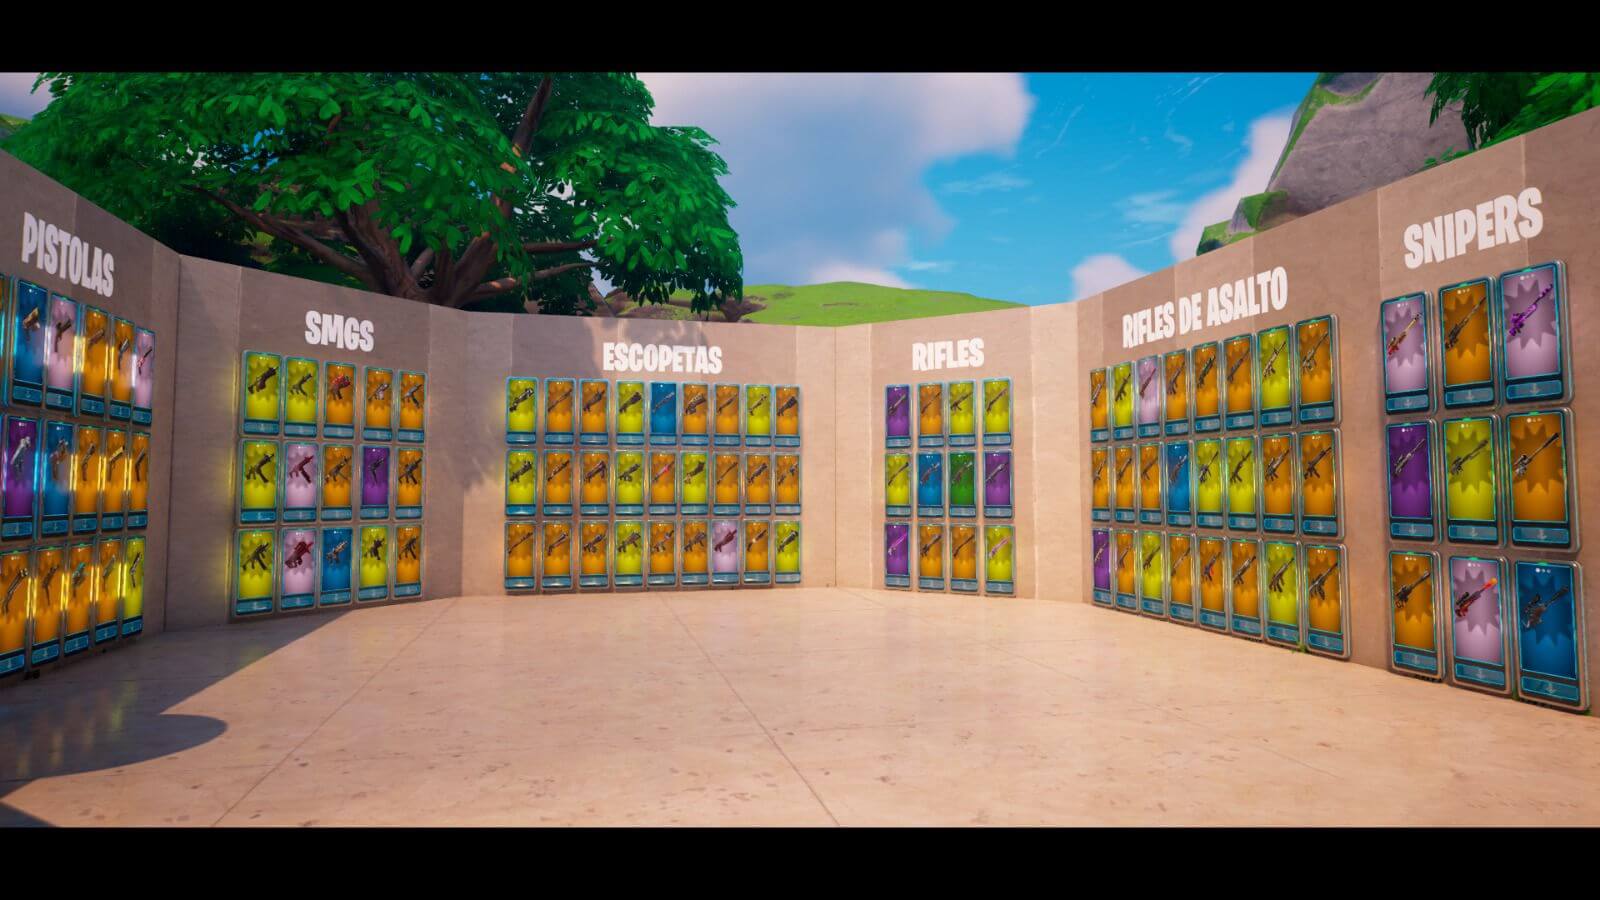 PISTOLAS
SMGS
ESCOPETAS
RIFLES
RIFLES DE ASALTO
SNIPERS